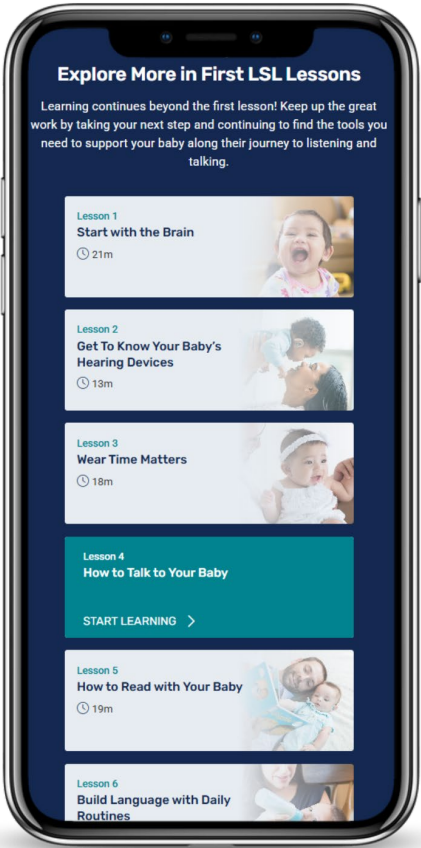 Explore More in First LSL Lessons
Learning continues beyond the first lesson! Keep up the great
work by taking your next step and continuing to find the tools you
need to support your baby along their journey to listening and
talking.
Lesson 1
Start with the Brain
21m
Lesson 2
Get To Know Your Baby’s
Hearing Devices
13m
Lesson 3
Wear Time Matters
18m
Lesson 4
How to Talk to Your Baby
START LEARNING
Lesson 5
How to Read with Your Baby
19m
Lesson 6
Build Language with Daily
Routines